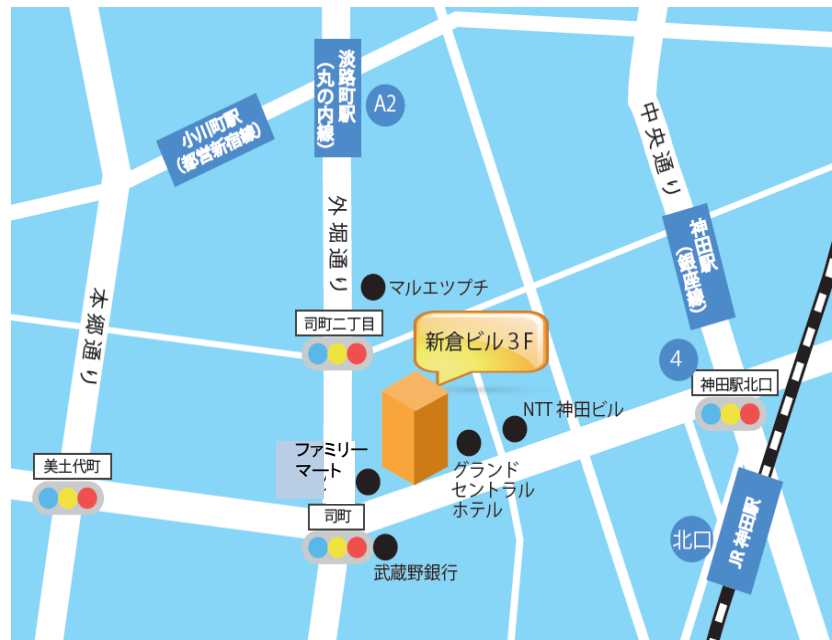 淡路町駅
(丸の内線)
A2
小川町駅
(都営新宿線)
中央通り
外堀通り
神田駅
(銀座線)
マルエツプチ
本郷通り
司町二丁目
新倉ビル3F
4
神田駅北口
NTT 神田ビル
ファミリー
マート
グランド
セントラル
ホテル
美土代町
司町
武蔵野銀行
北口
JR 神田駅